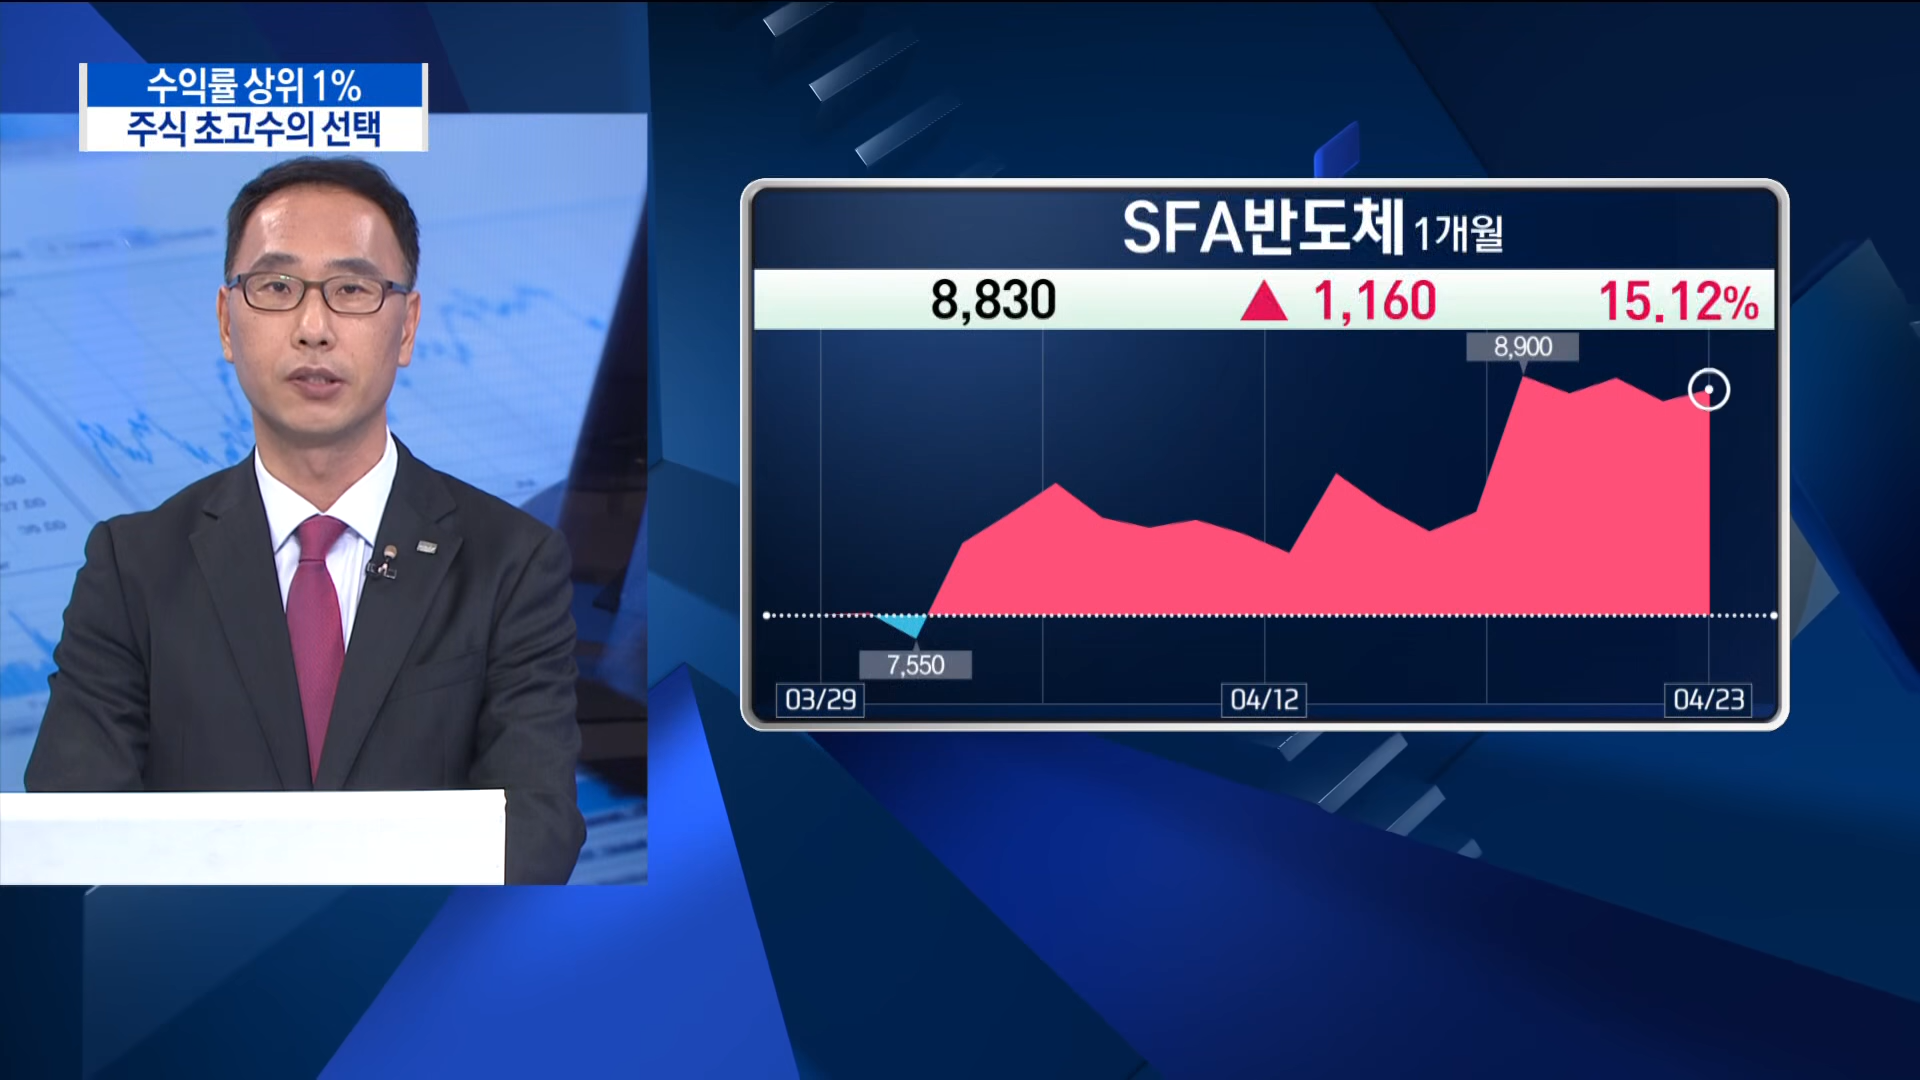 수익률 상위 1%
주식 초고수의 선택
SFA반도체 1개월
8,830 ▲ 1,160 15.12%
8,900
7,550
03/29 04/12 04/23